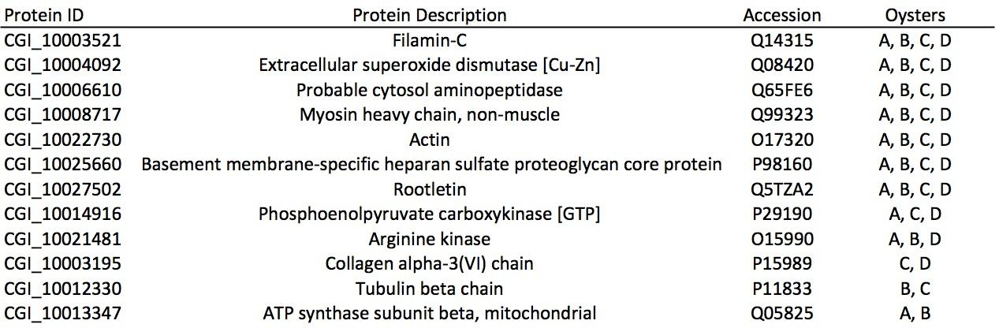 Protein ID Protein Description Accession Oysters
CGI_10003521 Filamin-C Q14315 A, B, C, D
CGI_10004092 Extracellular superoxide dismutase [Cu-Zn] Q08420 A, B, C, D
CGI_10006610 Probable cytosol aminopeptidase Q65FE6 A, B, C, D
CGI_10008717 Myosin heavy chain, non-muscle Q99323 A, B, C, D
CGI_10022730 Actin O17320 A, B, C, D
CGI_10025660 Basement membrane-specific heparan sulfate proteoglycan core protein P98160 A, B, C, D
CGI_10027502 Rootletin Q5TZA2 A, B, C, D
CGI_10014916 Phosphoenolpyruvate carboxykinase [GTP] P29190 A, C, D
CGI_10021481 Arginine kinase O15990 A, B, D
CGI_10003195 Collagen alpha-3(VI) chain P15989 C, D
CGI_10012330 Tubulin beta chain P11833 B, C
CGI_10013347 ATP synthase subunit beta, mitochondrial Q05825 A, B